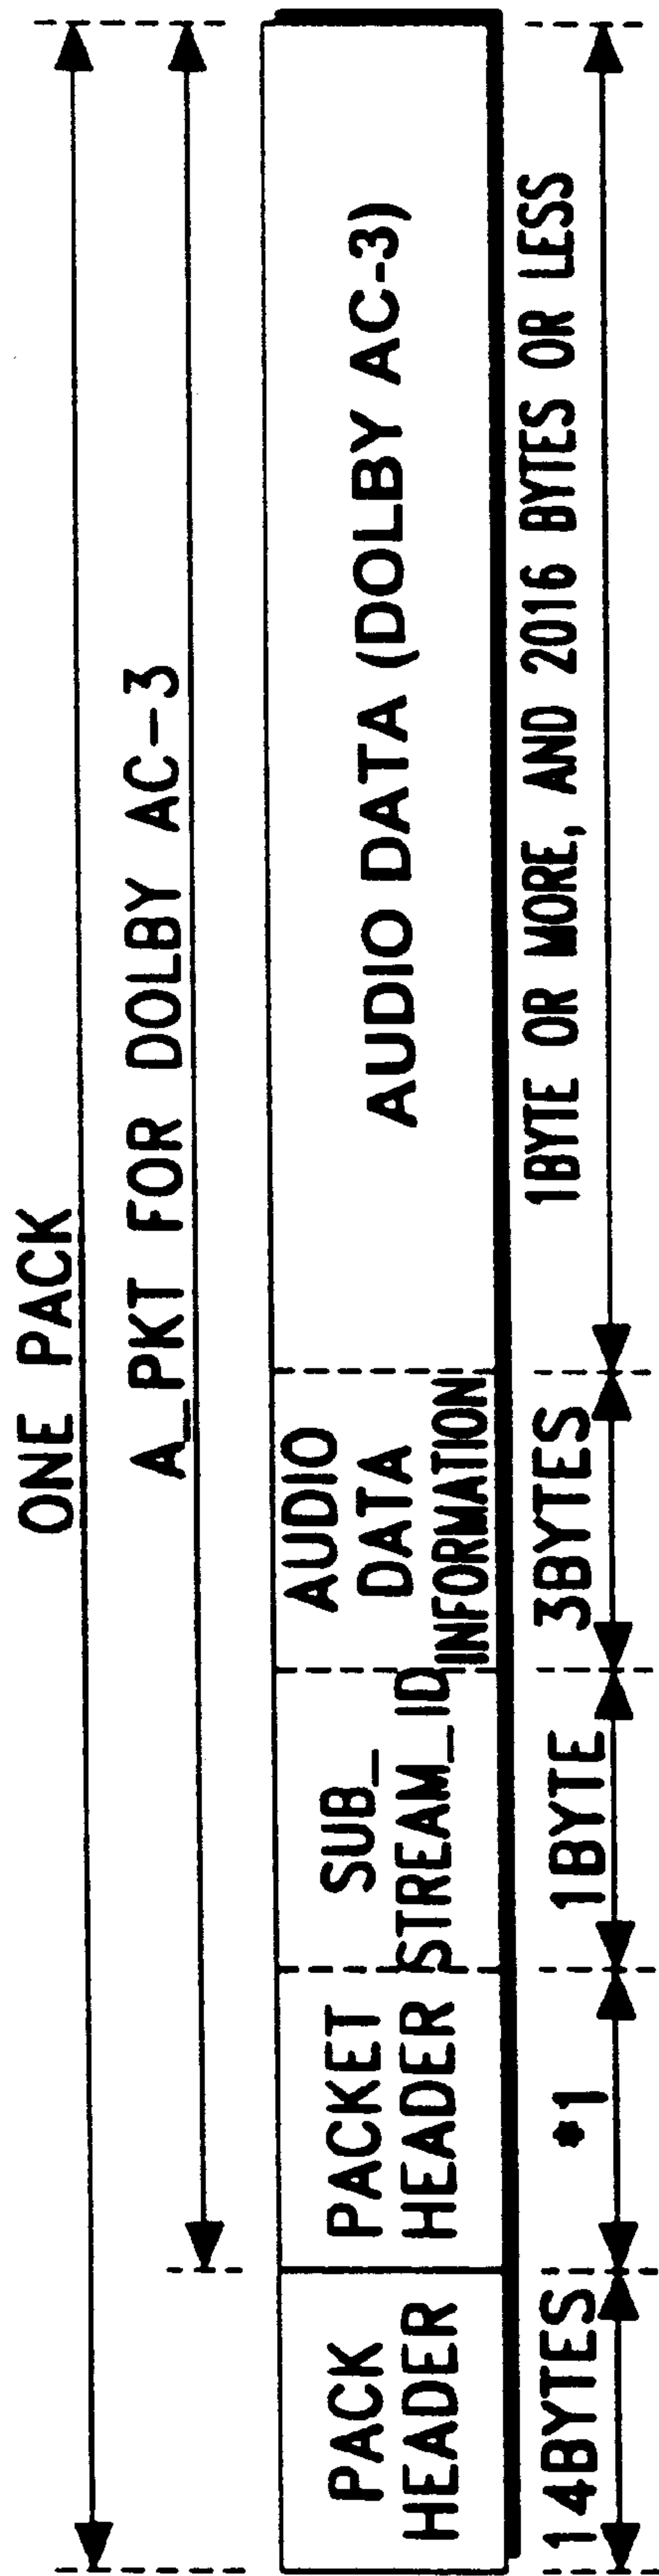 ONE PACK
A_PKT FOR DOLBY AC-3
PACK
HEADER
PACKET
HEADER
SUB_
STREAM_ID
AUDIO
DATA
INFORMATION
AUDIO DATA (DOLBY AC-3)
14BYTES
*1
1BYTE
3BYTES
1BYTE OR MORE, AND 2016 BYTES OR LESS